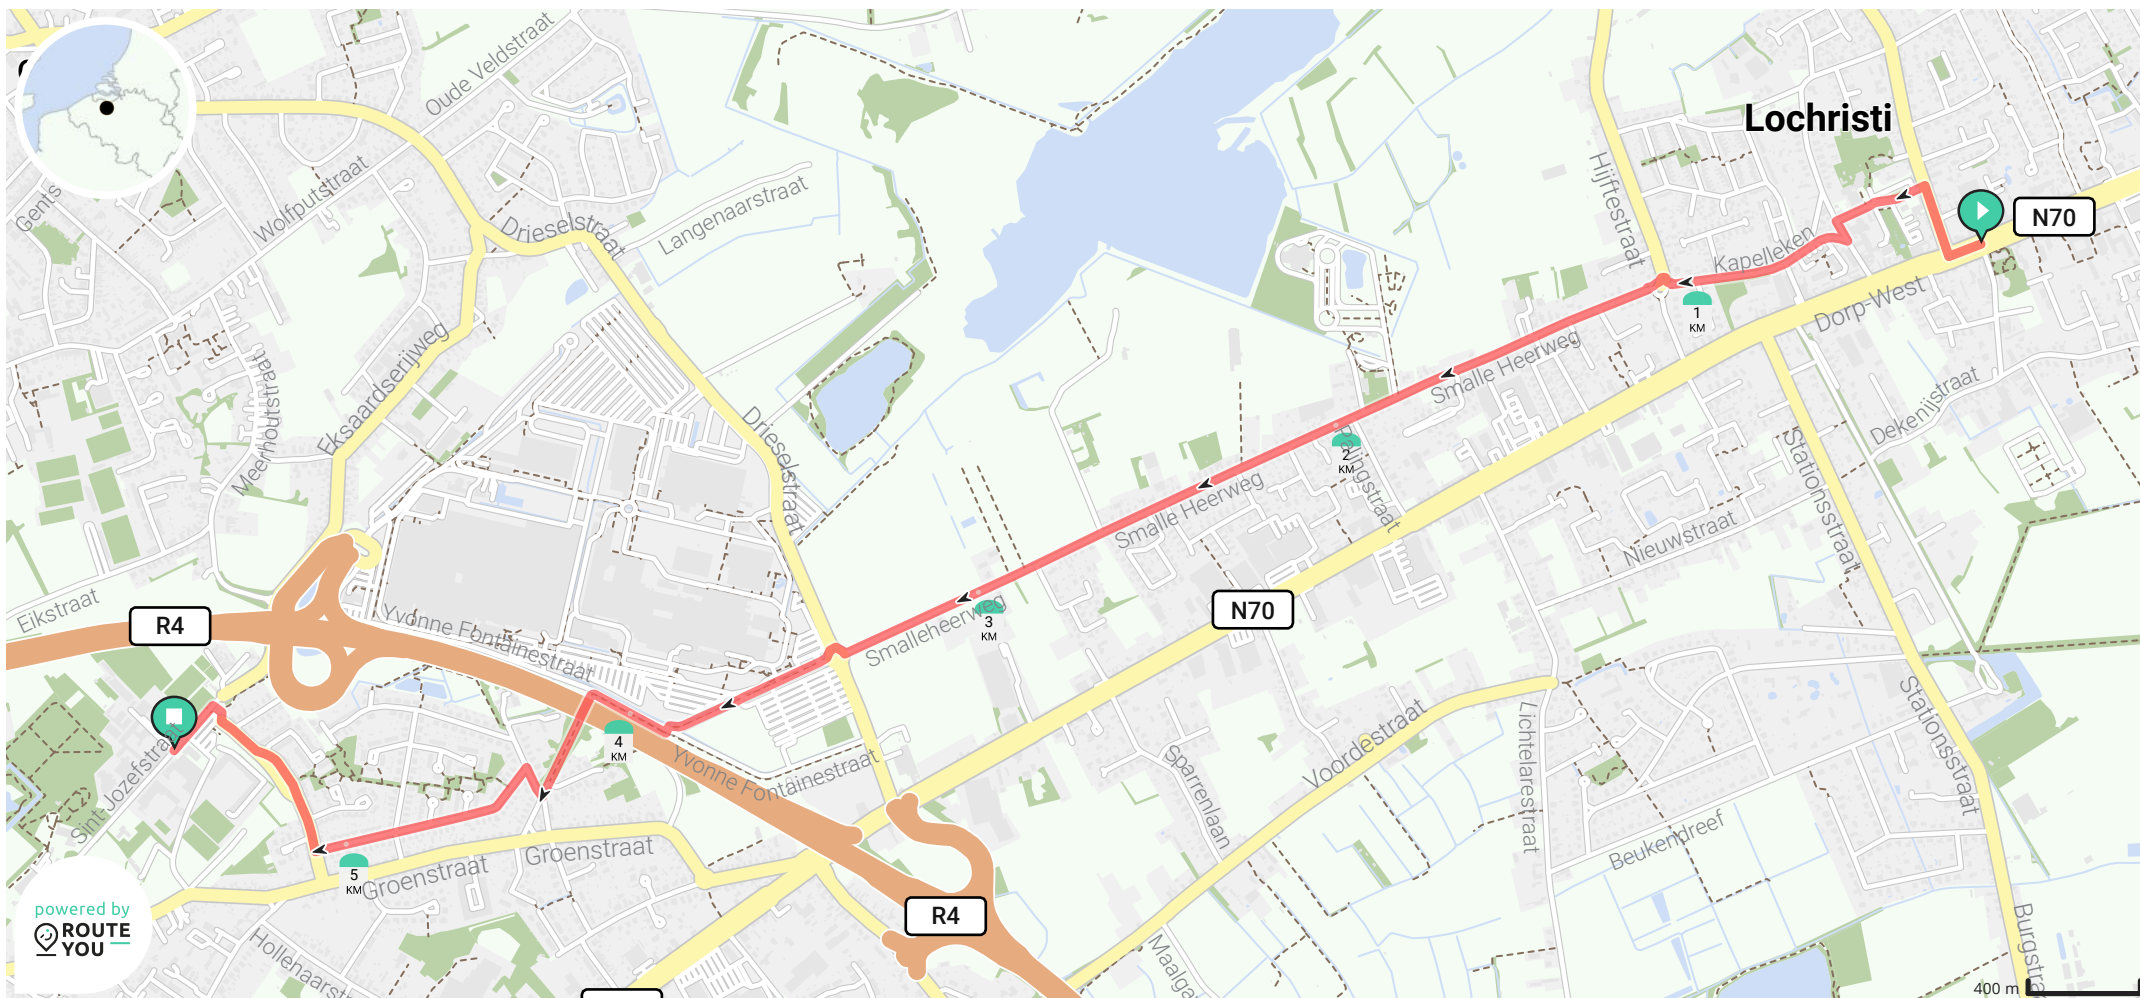 Lochristi
Oude Veldstraat
Gents
Wolfputstraat
Drieselstraat
Langenaarstraat
Hijftestraat
N70
Kapelleken
Dorp-West
1
KM
Smalle Heerweg
Dekenijstraat
Stationsstraat
Eksaardserijweg
Meerhoutstraat
Drieselstraat
2
KM
Smalle Heerweg
Nieuwstraat
Eikstraat
R4
Yvonne Fontainestraat
N70
3
KM
Smalleheerweg
Stationsstraat
Lichtelarestraat
Voordestraat
Sparrenlaan
4
KM
Yvonne Fontainestraat
Sint-Jozefstraat
Beukendreef
Groenstraat
Groenstraat
5
KM
R4
powered by
ROUTE
YOU
400 m